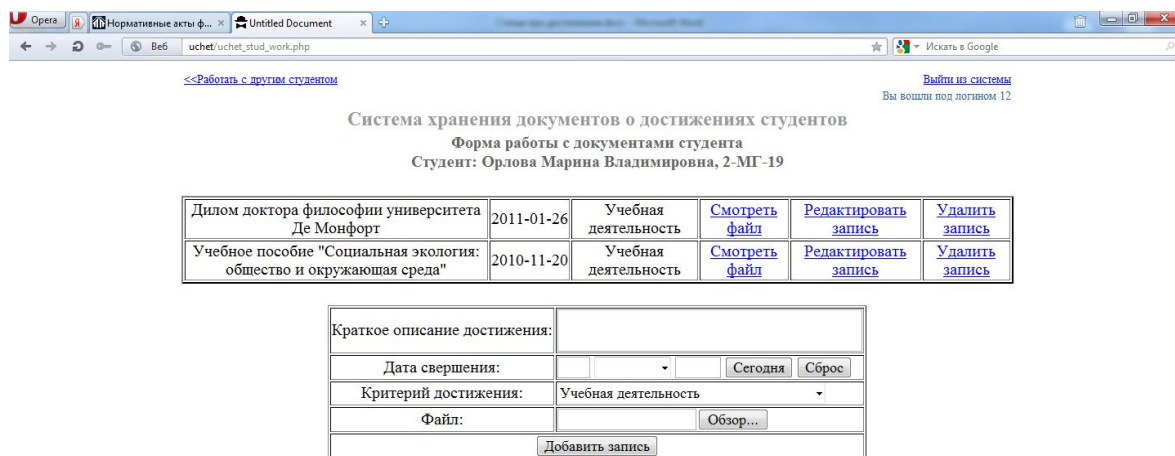 Opera
Нормативные акты ф...
Untitled Document
Веб
uchet/uchet_stud_work.php
Искать в Google
<<Работать с другим студентом
Выйти из системы
Вы вошли под логином 12
Система хранения документов о достижениях студентов
Форма работы с документами студента
Студент: Орлова Марина Владимировна, 2-МГ-19
Дилом доктора философии университета
Де Монфорт
2011-01-26
Учебная
деятельность
Смотреть
файл
Редактировать
запись
Удалить
запись
Учебное пособие "Социальная экология:
общество и окружающая среда"
2010-11-20
Учебная
деятельность
Смотреть
файл
Редактировать
запись
Удалить
запись
Краткое описание достижения:
Дата свершения:
Сегодня
Сброс
Критерий достижения:
Учебная деятельность
Файл:
Обзор...
Добавить запись